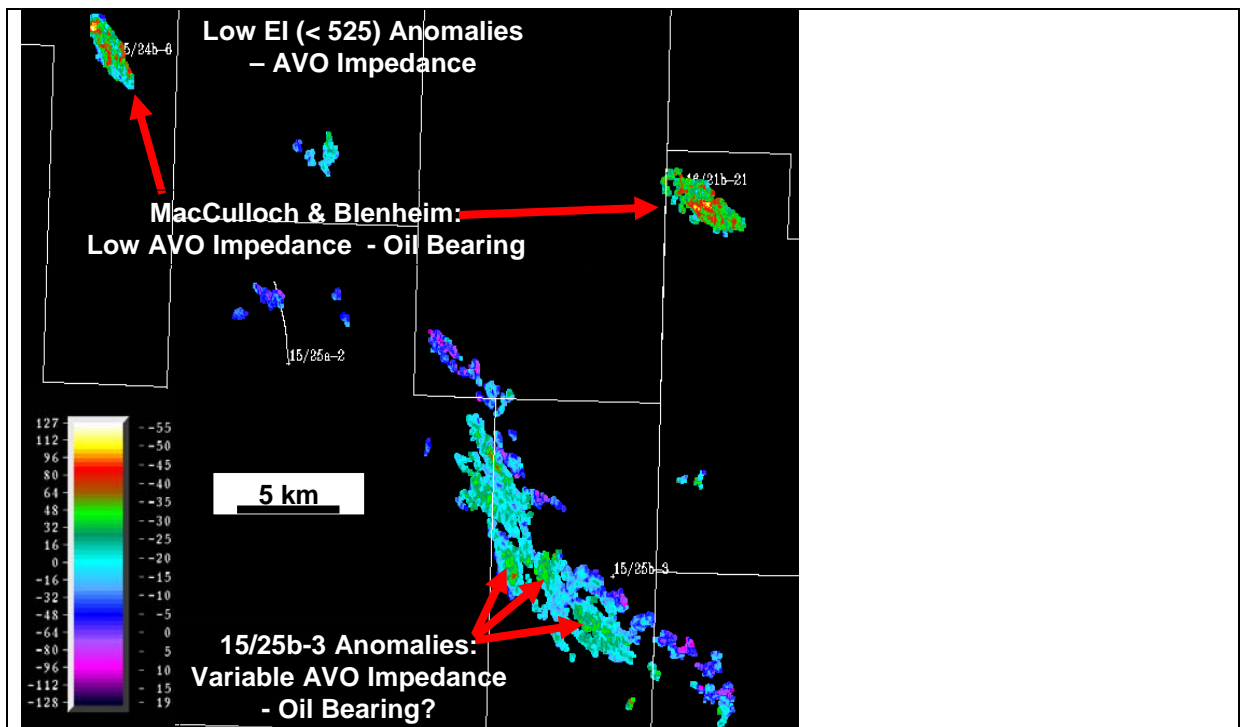 Low EI (< 525) Anomalies
– AVO Impedance
5/24b-6
16/21b-21
MacCulloch & Blenheim:
Low AVO Impedance - Oil Bearing
15/25a-2
127 - - -55
112 - - -50
96 - - -45
80 - - -40
64 - - -35
48 - - -30
32 - - -25
16 - - -20
0 - - -15
-16 - - -10
-32 - - -5
-48 - - 0
-64 - - 5
-80 - - 10
-96 - - 15
-112 - - 19
-128 -
5 km
15/25b-3
15/25b-3 Anomalies:
Variable AVO Impedance
- Oil Bearing?